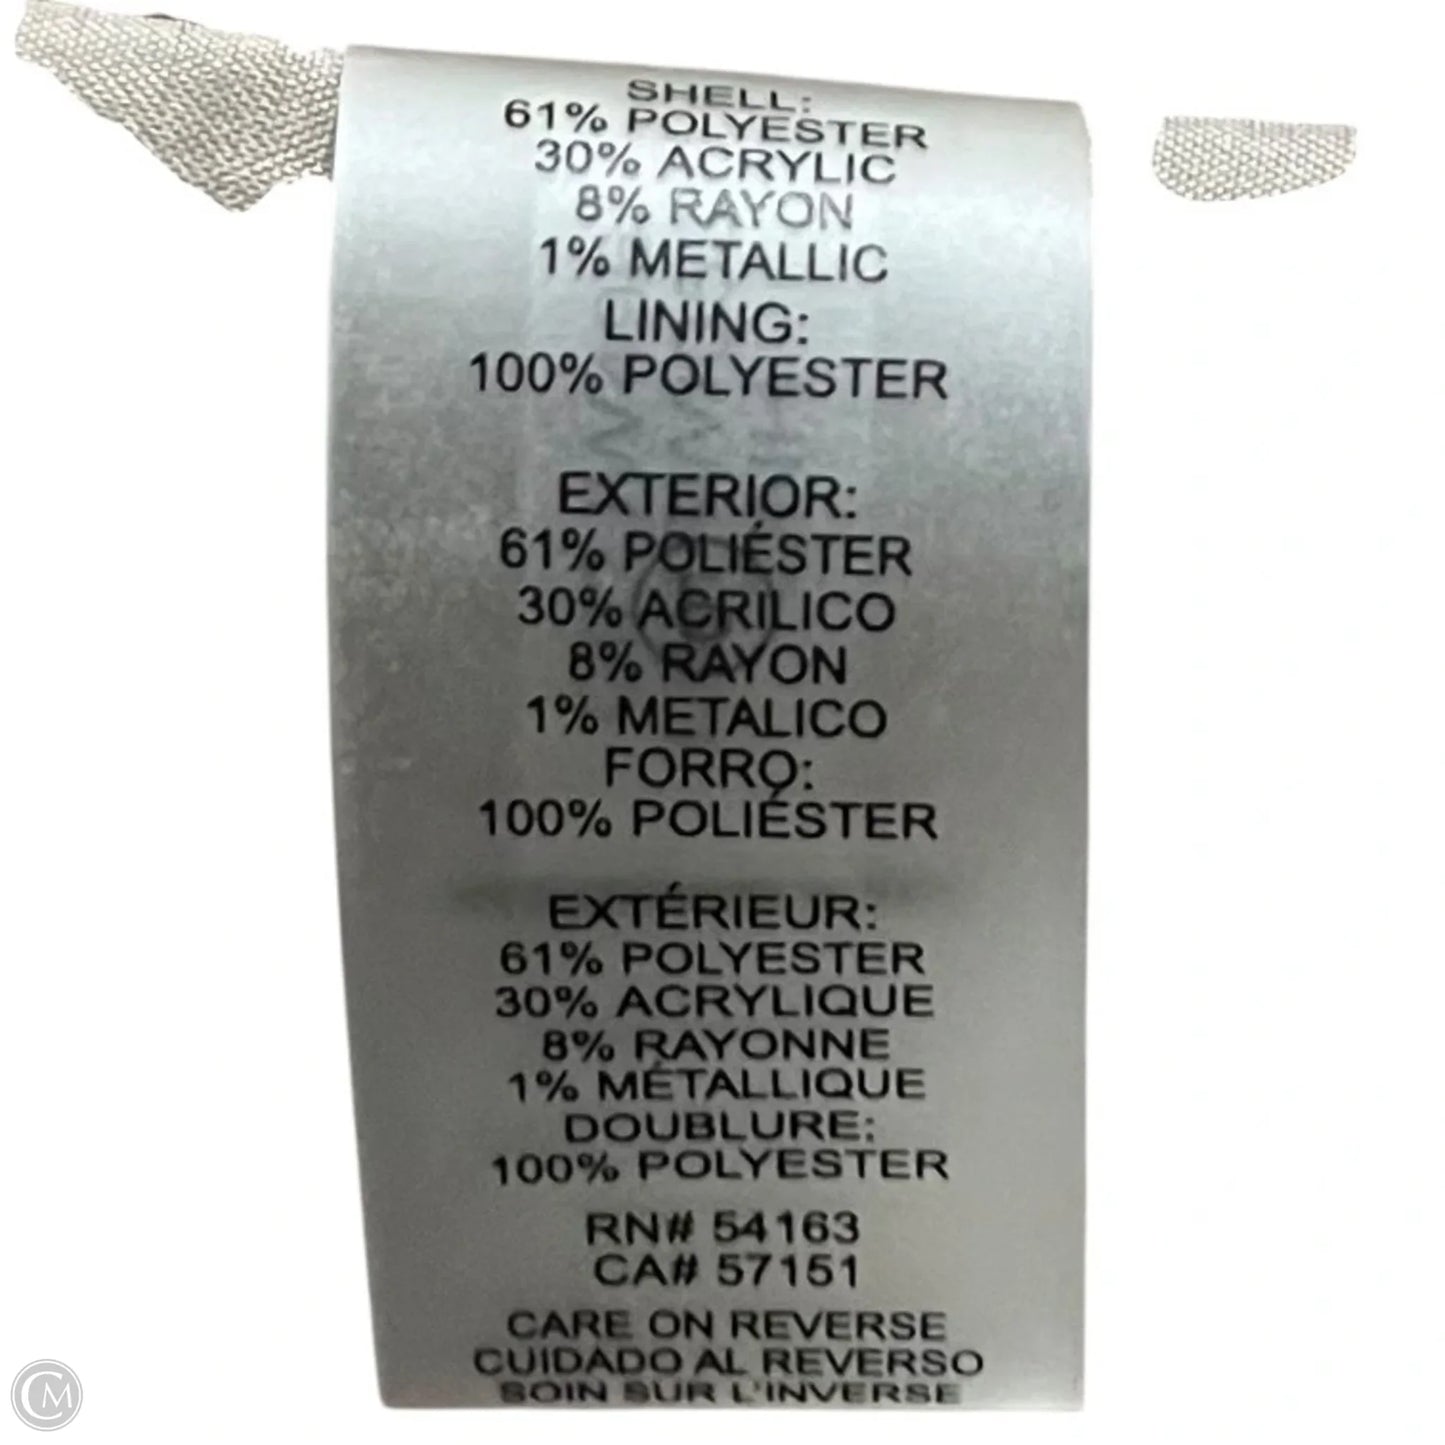 SHELL:
61% POLYESTER
30% ACRYLIC
8% RAYON
1% METALLIC
LINING:
100% POLYESTER
EXTERIOR:
61% POLIÉSTER
30% ACRILICO
8% RAYON
1% METALICO
FORRO:
100% POLIÉSTER
EXTÉRIEUR:
61% POLYESTER
30% ACRYLIQUE
8% RAYONNE
1% MÉTALLIQUE
DOUBLURE:
100% POLYESTER
RN# 54163
CA# 57151
CARE ON REVERSE
CUIDADO AL REVERSO
SOIN SUR L'INVERSE
CM